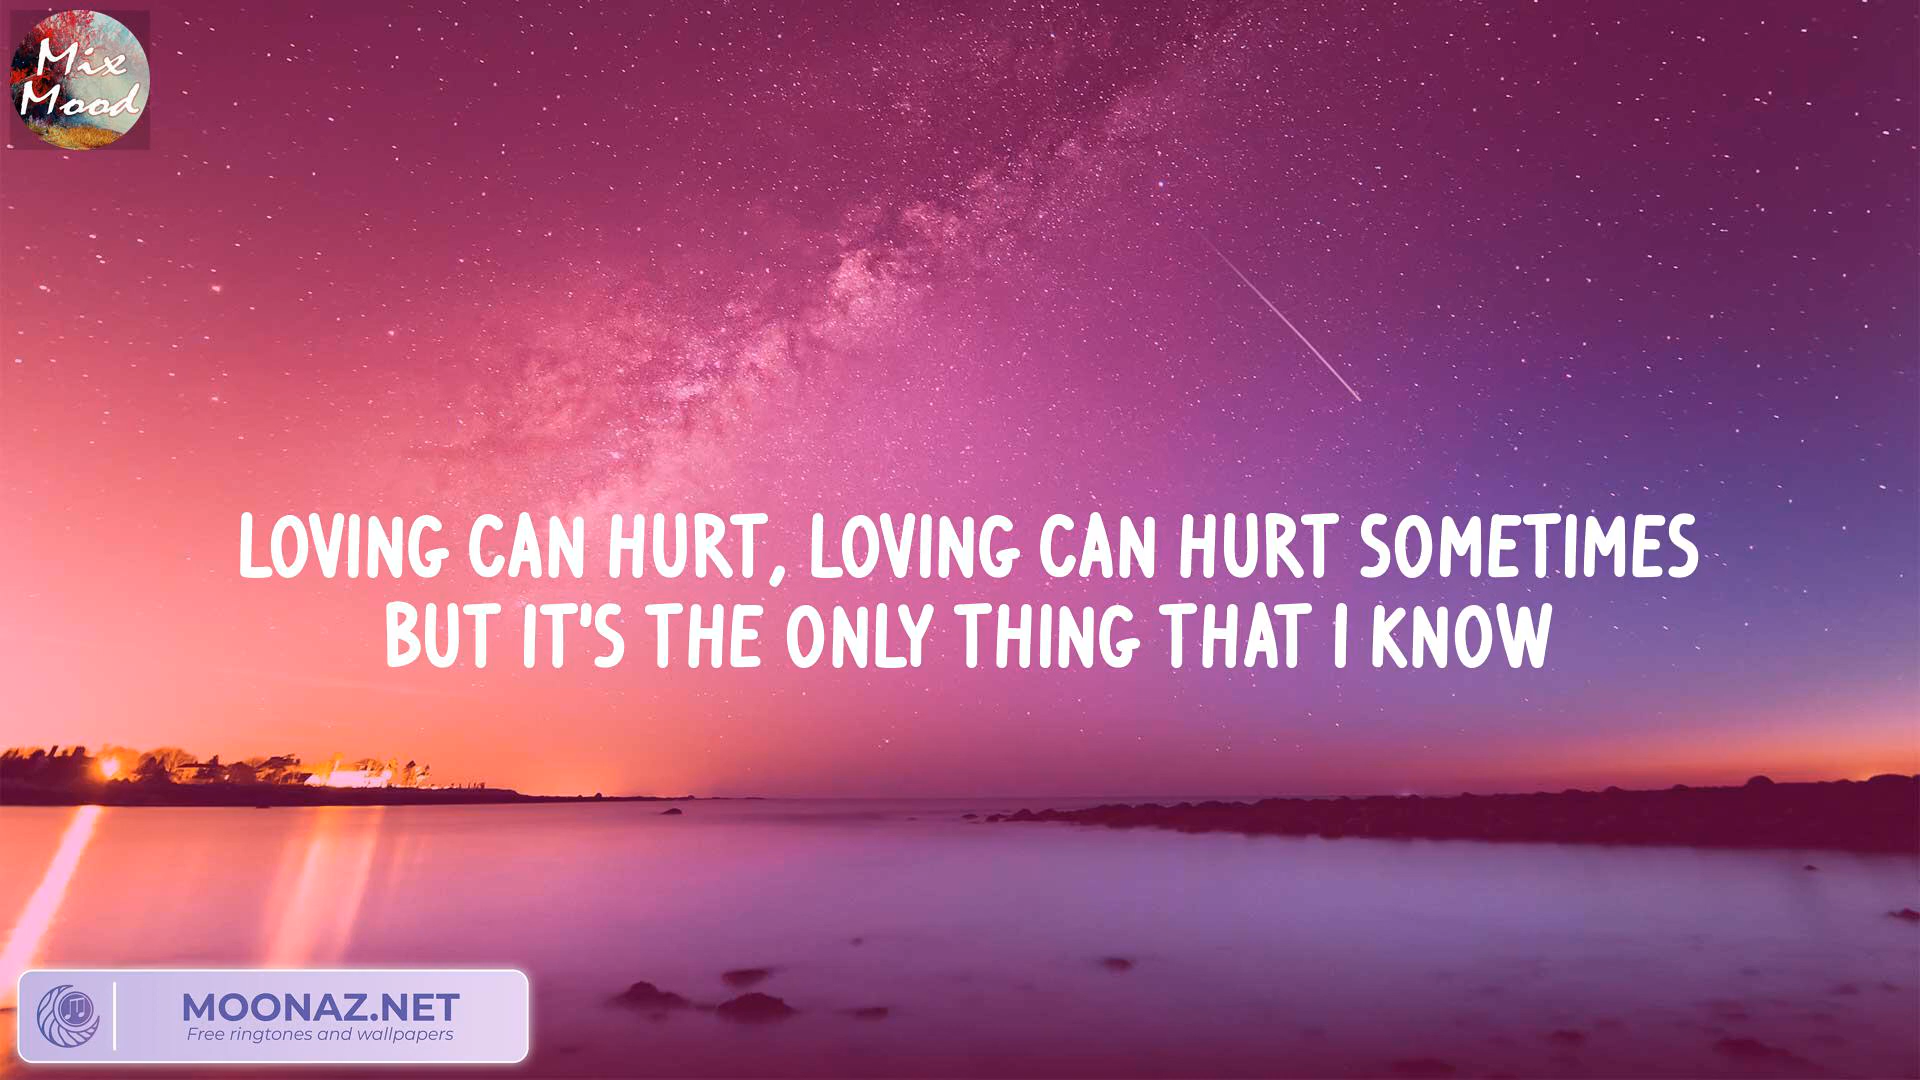 Mix
Mood
LOVING CAN HURT, LOVING CAN HURT SOMETIMES
BUT IT'S THE ONLY THING THAT I KNOW
MOONAZ.NET
Free ringtones and wallpapers